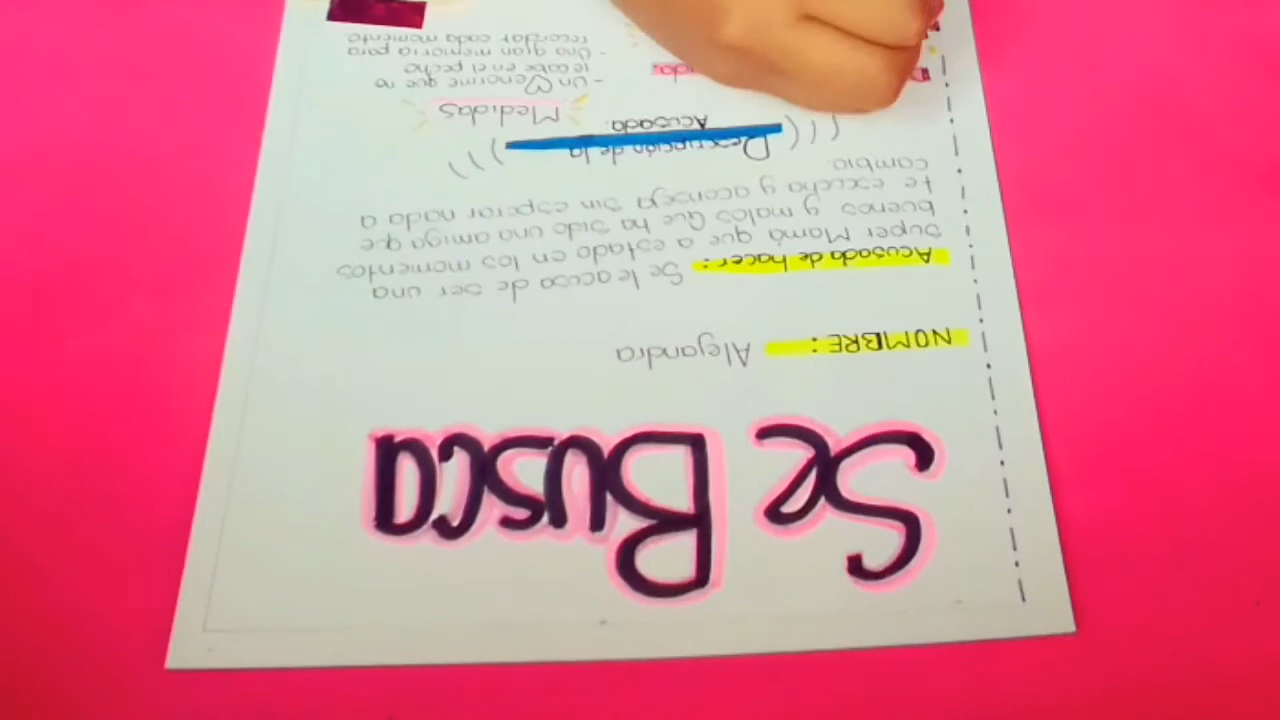 Se Busca
NOMBRE: Alejandra
Acusada de hacer: Se le acusa de ser una
super Mamá que a estado en los momentos
buenos y malos Que ha sido una amiga que
te escucha y aconseja sin esperar nada a
cambio.
Descripción de la
Acusada.
Medidas
- Un ♡ enorme que no
le cabe en el pecho
- Una gran memoria para
recordar cada momento.